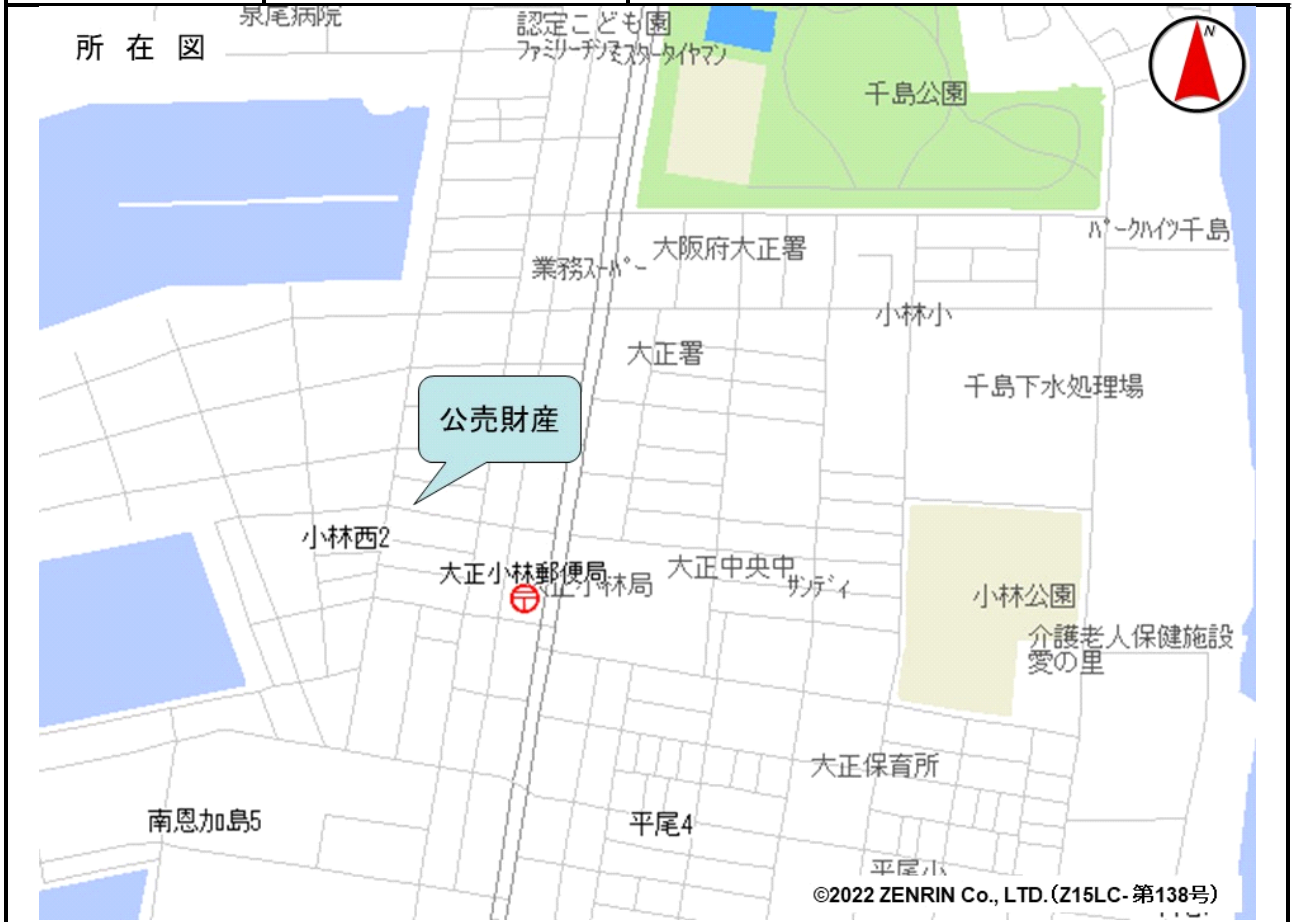 泉尾病院
認定こども園
所在図
ファミリーチンミスタータイヤマン
N
千島公園
パークハイツ千島
大阪府大正署
業務スーパー
小林小
大正署
千島下水処理場
公売財産
小林西2
大正小林郵便局
大正中央中
サンディ
小林局
小林公園
介護老人保健施設
愛の里
大正保育所
南恩加島5
平尾4
平尾小
©2022 ZENRIN Co., LTD.(Z15LC-第138号)